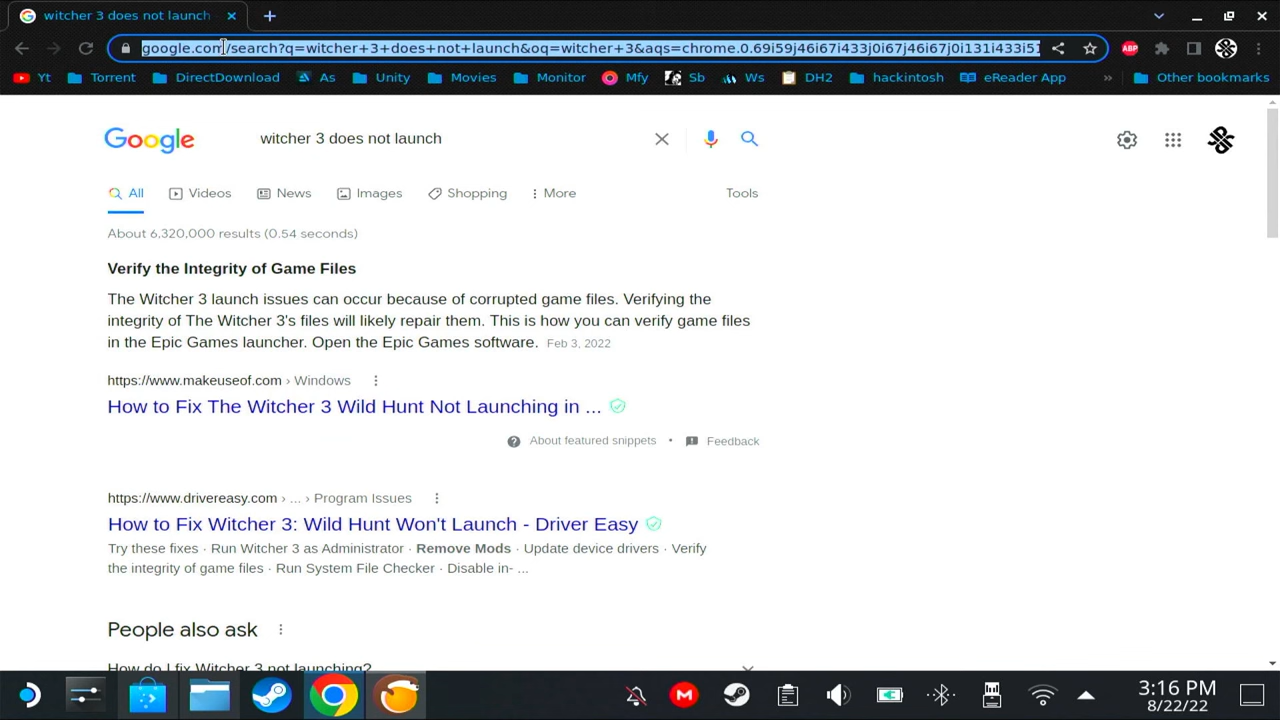 witcher 3 does not launch
google.com/search?q=witcher+3+does+not+launch&oq=witcher+3&aqs=chrome.0.69i59j46i67i433j0i67j46i67j0i131i433i51
ABP
Yt Torrent DirectDownload As Unity Movies Monitor Mfy Sb Ws DH2 hackintosh eReader App » Other bookmarks
Google witcher 3 does not launch
All Videos News Images Shopping More Tools
About 6,320,000 results (0.54 seconds)
Verify the Integrity of Game Files
The Witcher 3 launch issues can occur because of corrupted game files. Verifying the
integrity of The Witcher 3's files will likely repair them. This is how you can verify game files
in the Epic Games launcher. Open the Epic Games software. Feb 3, 2022
https://www.makeuseof.com › Windows
How to Fix The Witcher 3 Wild Hunt Not Launching in ...
About featured snippets • Feedback
https://www.drivereasy.com › ... › Program Issues
How to Fix Witcher 3: Wild Hunt Won't Launch - Driver Easy
Try these fixes · Run Witcher 3 as Administrator · Remove Mods · Update device drivers · Verify
the integrity of game files · Run System File Checker · Disable in- ...
People also ask
How do I fix Witcher 3 not launching?
3:16 PM
8/22/22